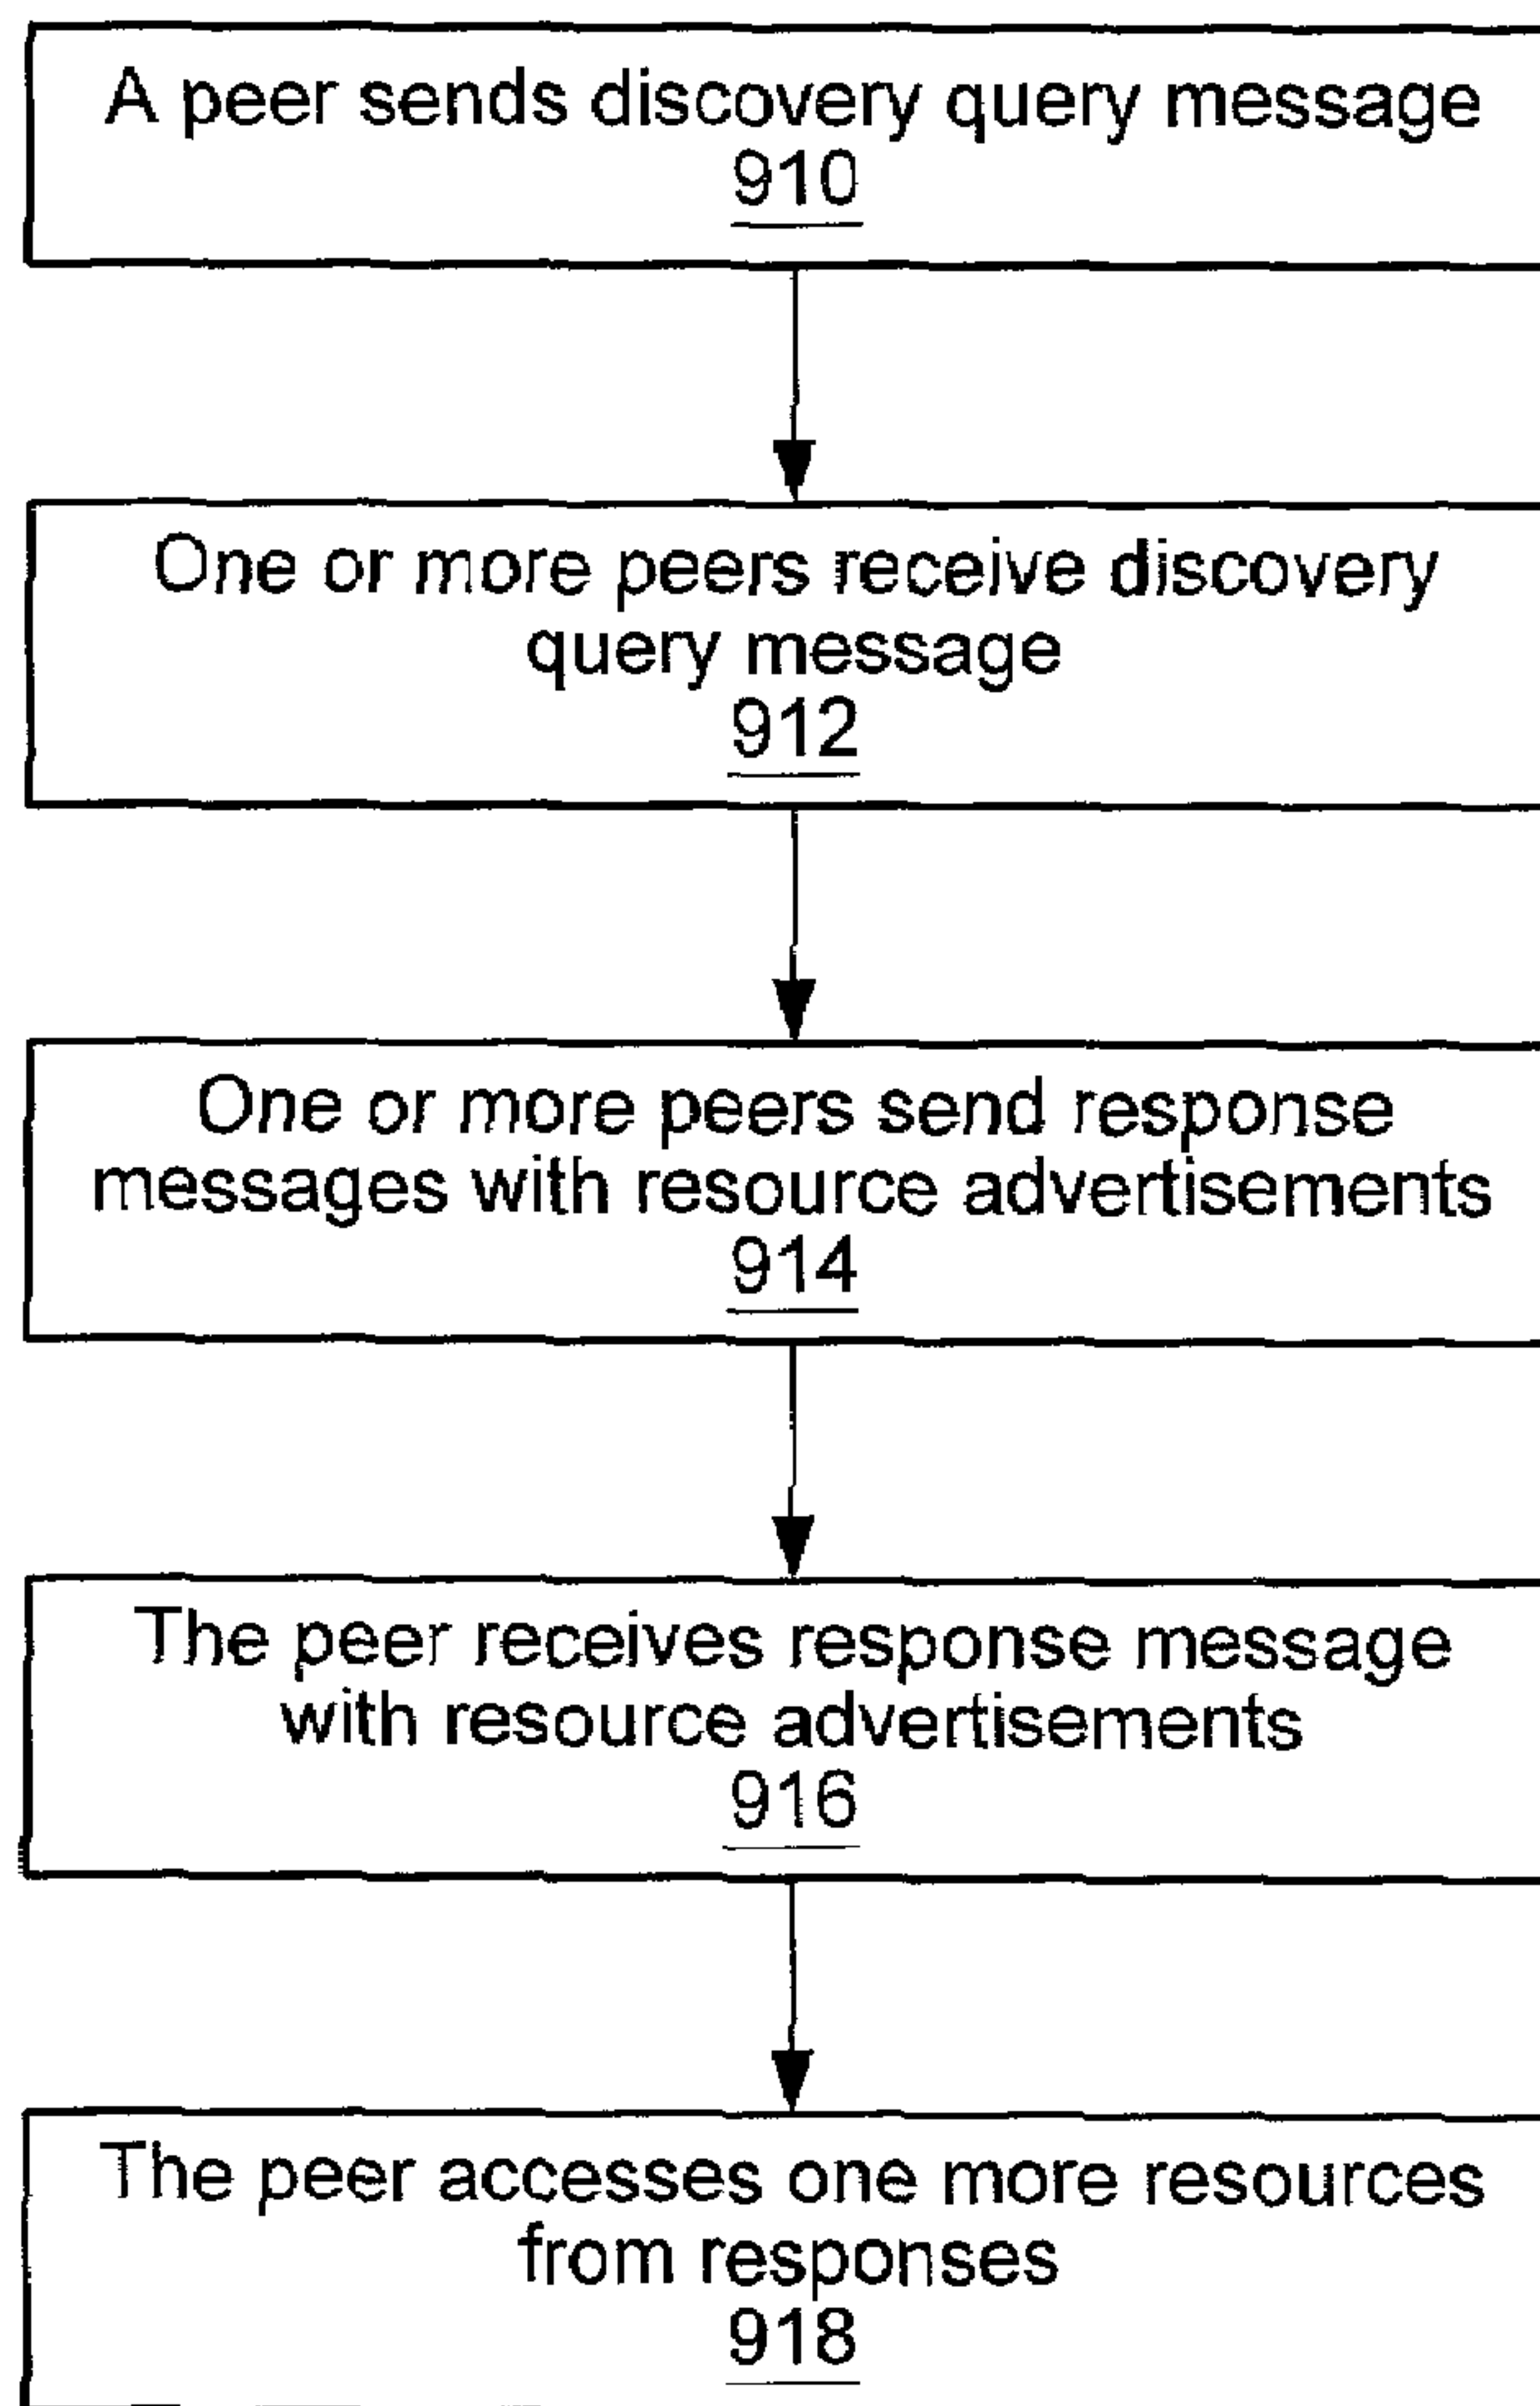 A peer sends discovery query message
910
One or more peers receive discovery
query message
912
One or more peers send response
messages with resource advertisements
914
The peer receives response message
with resource advertisements
916
The peer accesses one more resources
from responses
918